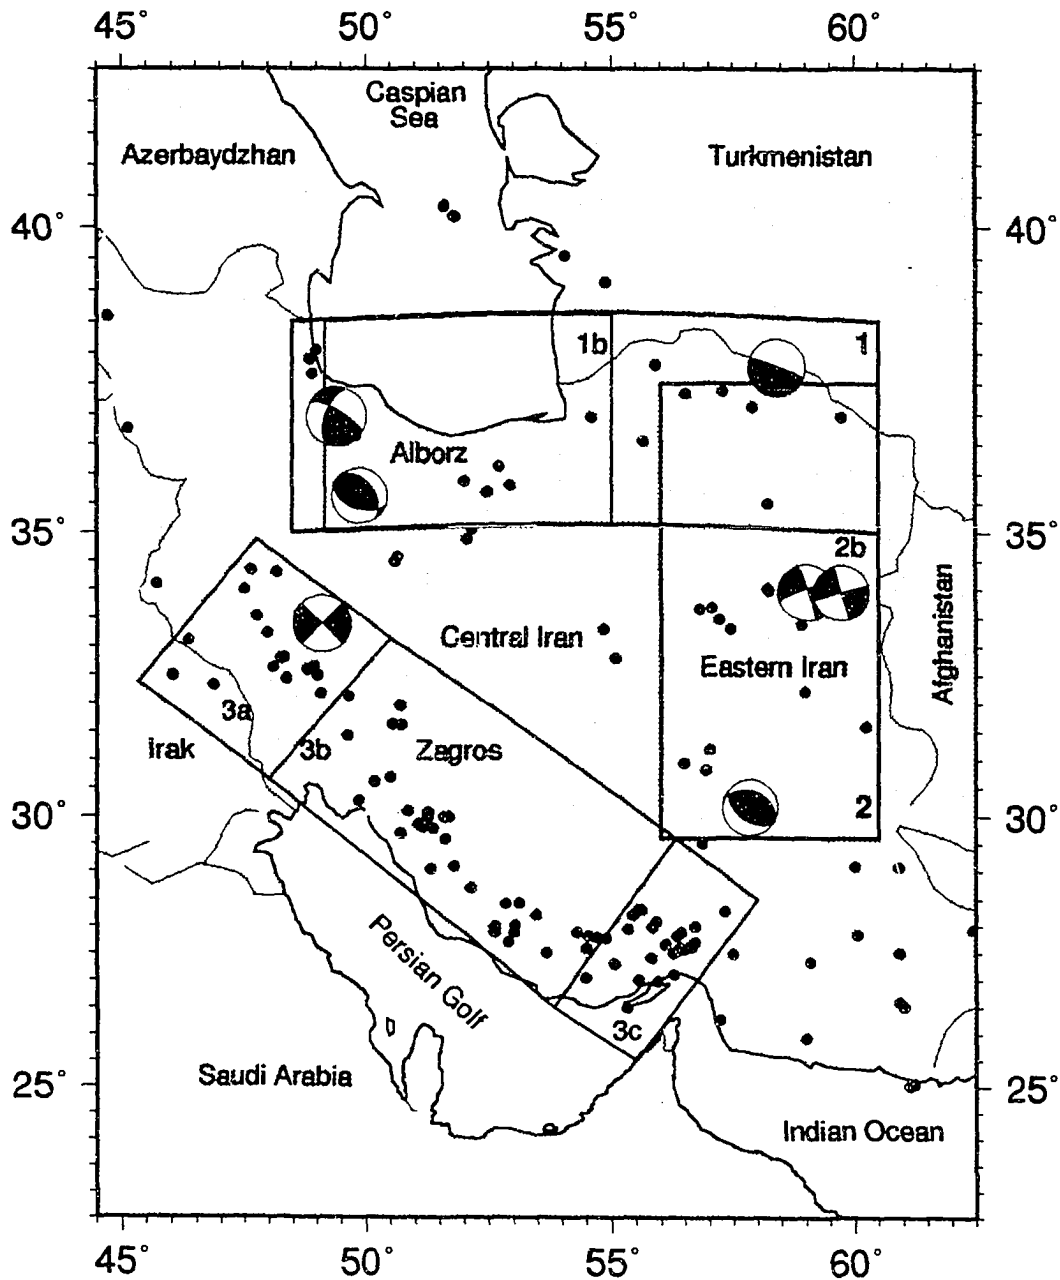 45° 50° 55° 60°
Caspian
Sea
Azerbaydzhan
Turkmenistan
40° 40°
1b 1
Alborz
35° 35°
2b
Afghanistan
Central Iran
Eastern Iran
3a
Irak
3b
Zagros
30° 2 30°
Persian Golf
3c
Saudi Arabia
25° 25°
Indian Ocean
45° 50° 55° 60°